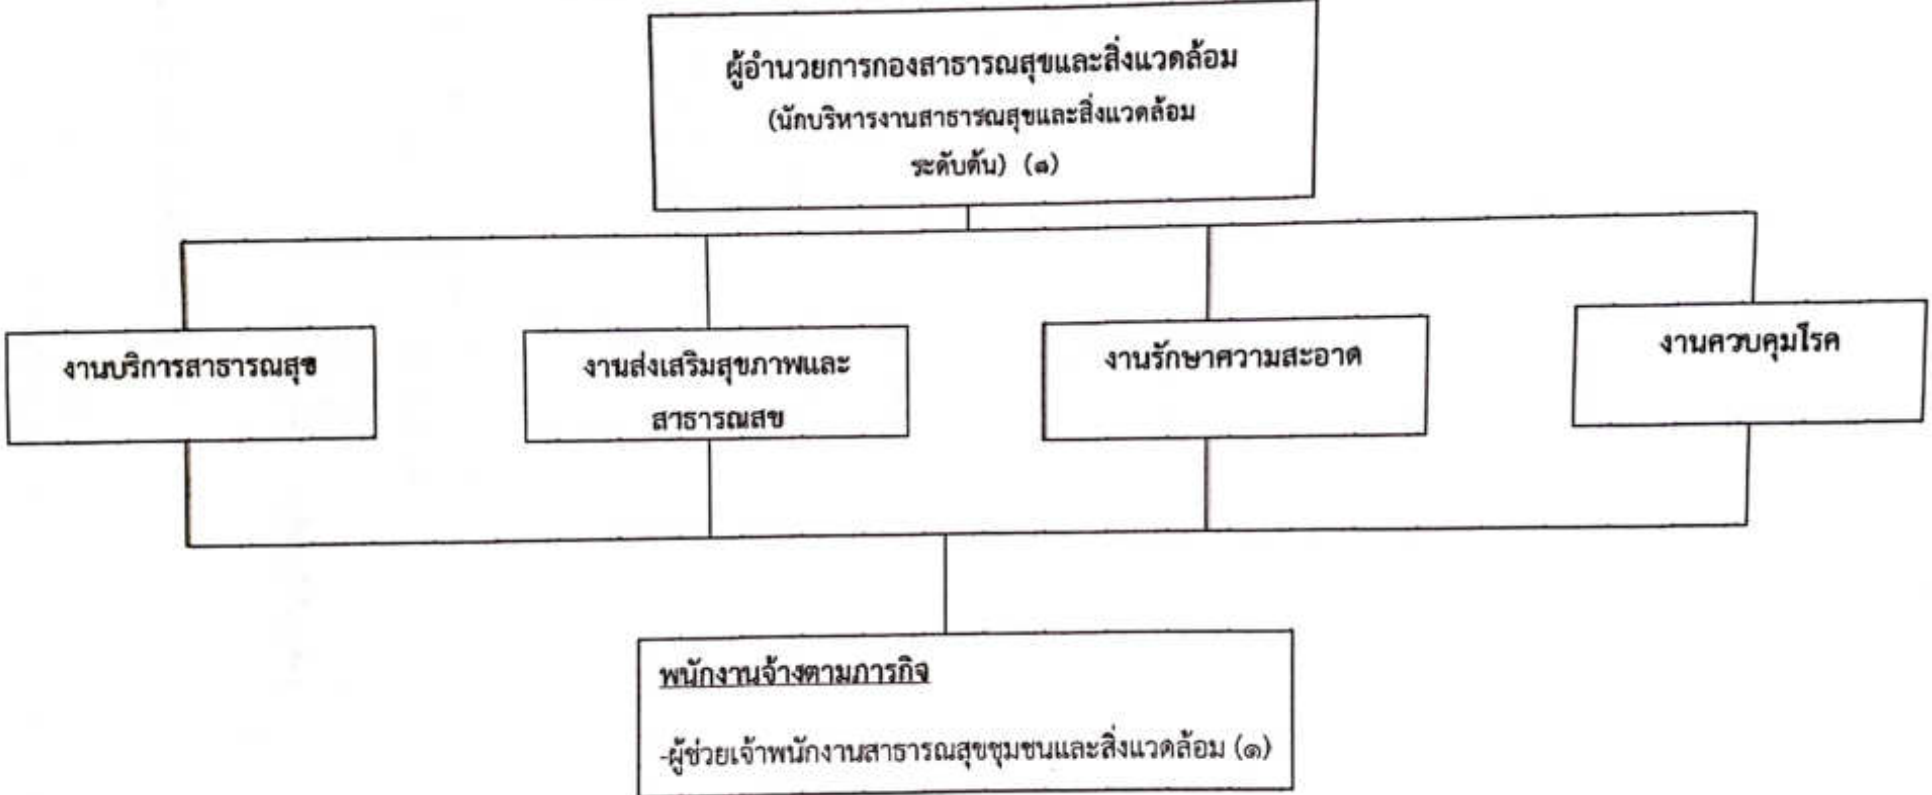 ผู้อำนวยการกองสาธารณสุขและสิ่งแวดล้อม
(นักบริหารงานสาธารณสุขและสิ่งแวดล้อม
ระดับต้น) (๑)
งานบริการสาธารณสุข
งานส่งเสริมสุขภาพและ
สาธารณสข
งานรักษาความสะอาด
งานควบคุมโรค
พนักงานจ้างตามภารกิจ
-ผู้ช่วยเจ้าพนักงานสาธารณสุขชุมชนและสิ่งแวดล้อม (๑)